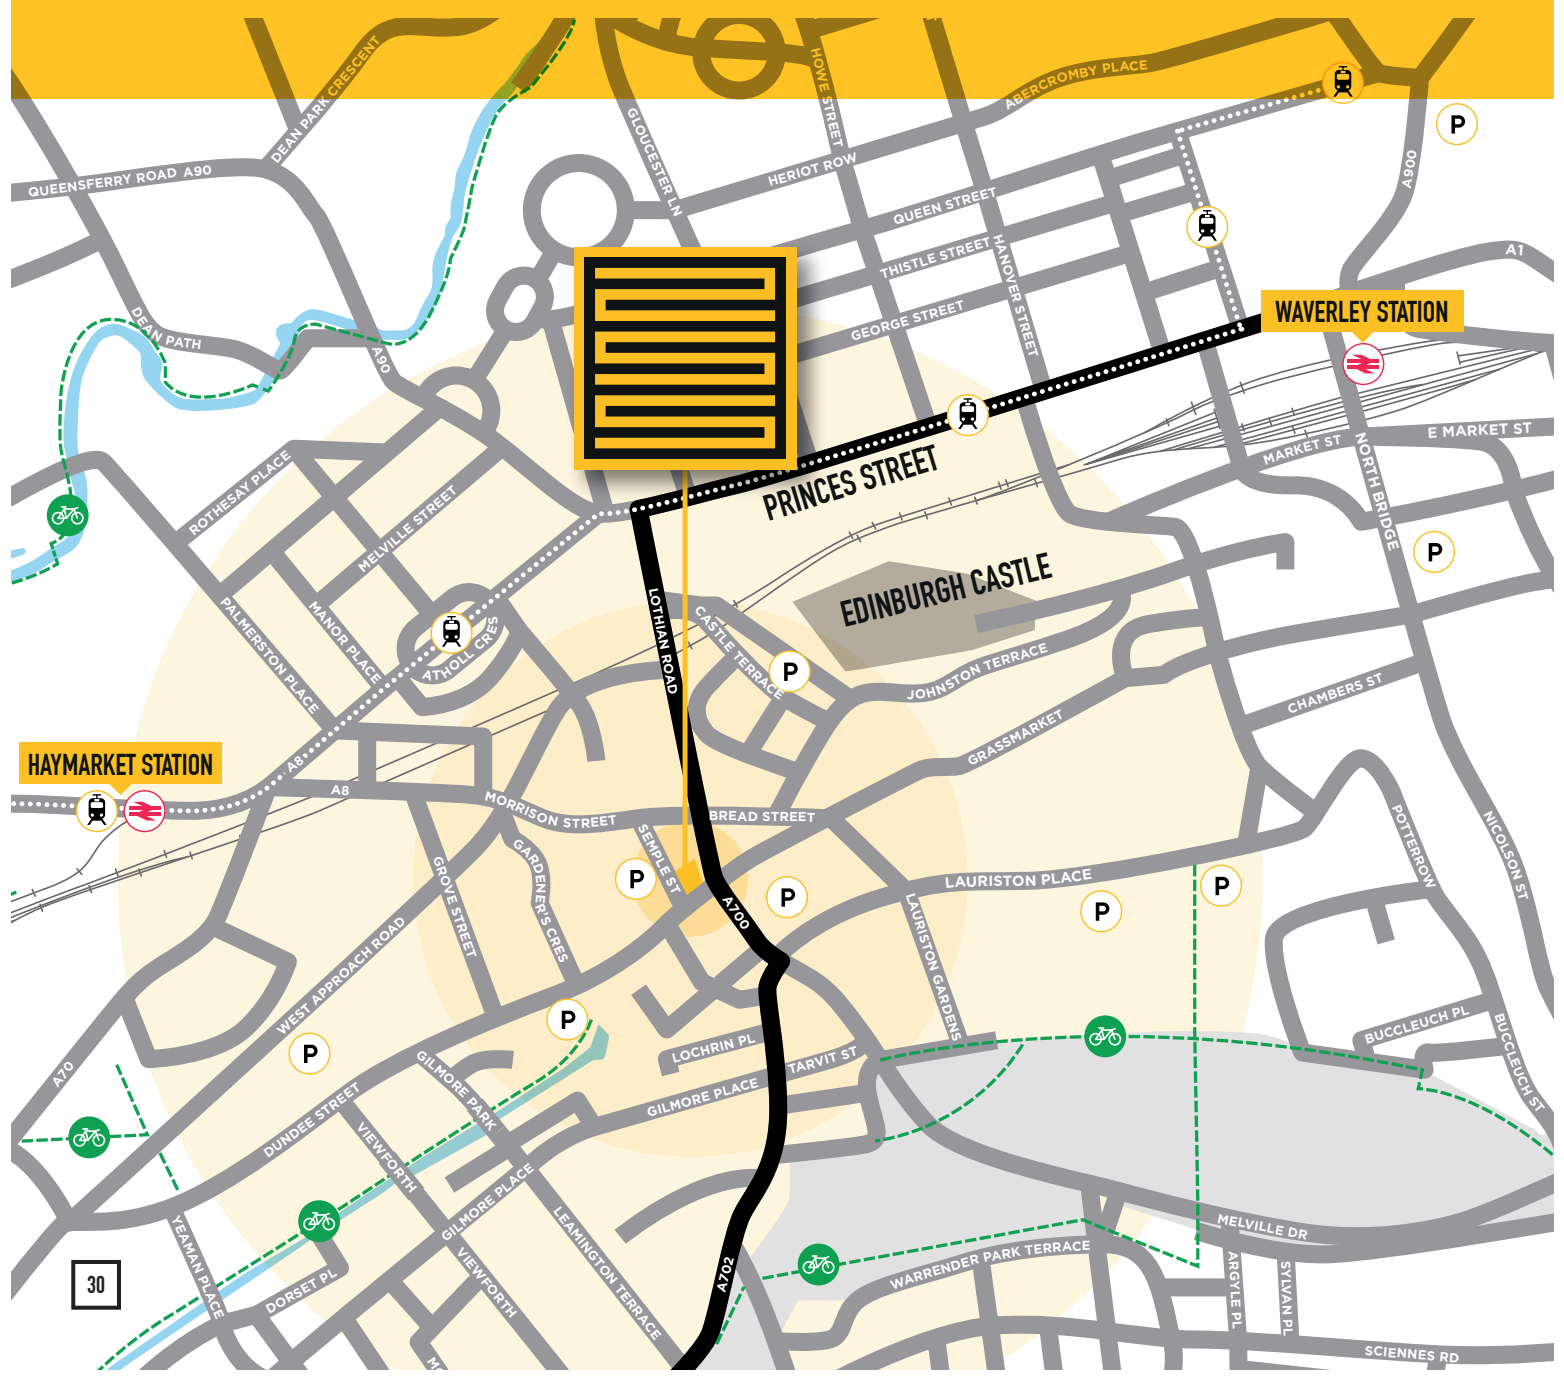 DEAN PARK CRESCENT
HOWE STREET
ABERCROMBY PLACE
P
GLOUCESTER LN
HERIOT ROW
A900
QUEENSFERRY ROAD A90
QUEEN STREET
THISTLE STREET
HANOVER STREET
A1
GEORGE STREET
WAVERLEY STATION
DEAN PATH
A90
PRINCES STREET
MARKET ST
E MARKET ST
NORTH BRIDGE
ROTHESAY PLACE
MELVILLE STREET
P
EDINBURGH CASTLE
LOTHIAN ROAD
CASTLE TERRACE
P
PALMERSTON PLACE
MANOR PLACE
ATHOLL CRES
JOHNSTON TERRACE
CHAMBERS ST
GRASSMARKET
HAYMARKET STATION
A8
A8
MORRISON STREET
BREAD STREET
SEMPLE ST
POTTERROW
NICOLSON ST
GROVE STREET
GARDENER'S CRES
P
P
A700
LAURISTON PLACE
P
P
LAURISTON GARDENS
WEST APPROACH ROAD
P
P
LOCHRIN PL
TARVIT ST
BUCCLEUCH PL
BUCCLEUCH ST
A70
GILMORE PARK
GILMORE PLACE
DUNDEE STREET
VIEWFORTH
GILMORE PLACE
LEAMINGTON TERRACE
YEAMAN PLACE
VIEWFORTH
DORSET PL
A702
WARRENDER PARK TERRACE
MELVILLE DR
ARGYLE PL
SYLVAN PL
SCIENNES RD
30